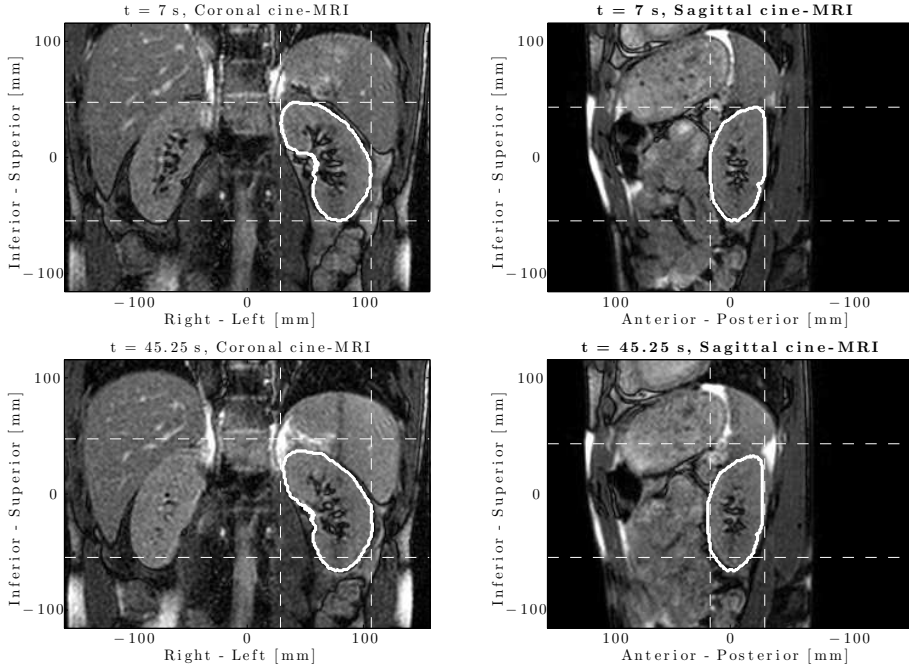 t = 7 s, Coronal cine-MRI
Inferior - Superior [mm]
100
0
−100
−100
0
100
Right - Left [mm]
t = 7 s, Sagittal cine-MRI
Inferior - Superior [mm]
100
0
−100
100
0
−100
Anterior - Posterior [mm]
t = 45.25 s, Coronal cine-MRI
Inferior - Superior [mm]
100
0
−100
−100
0
100
Right - Left [mm]
t = 45.25 s, Sagittal cine-MRI
Inferior - Superior [mm]
100
0
−100
100
0
−100
Anterior - Posterior [mm]